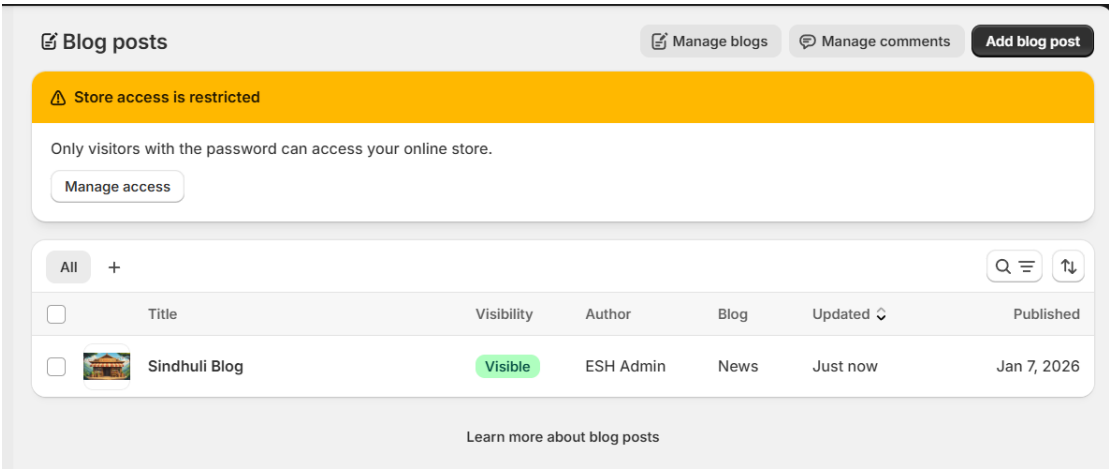 Blog posts
Manage blogs
Manage comments
Add blog post
Store access is restricted
Only visitors with the password can access your online store.
Manage access
All
Title Visibility Author Blog Updated Published
Sindhuli Blog Visible ESH Admin News Just now Jan 7, 2026
Learn more about blog posts